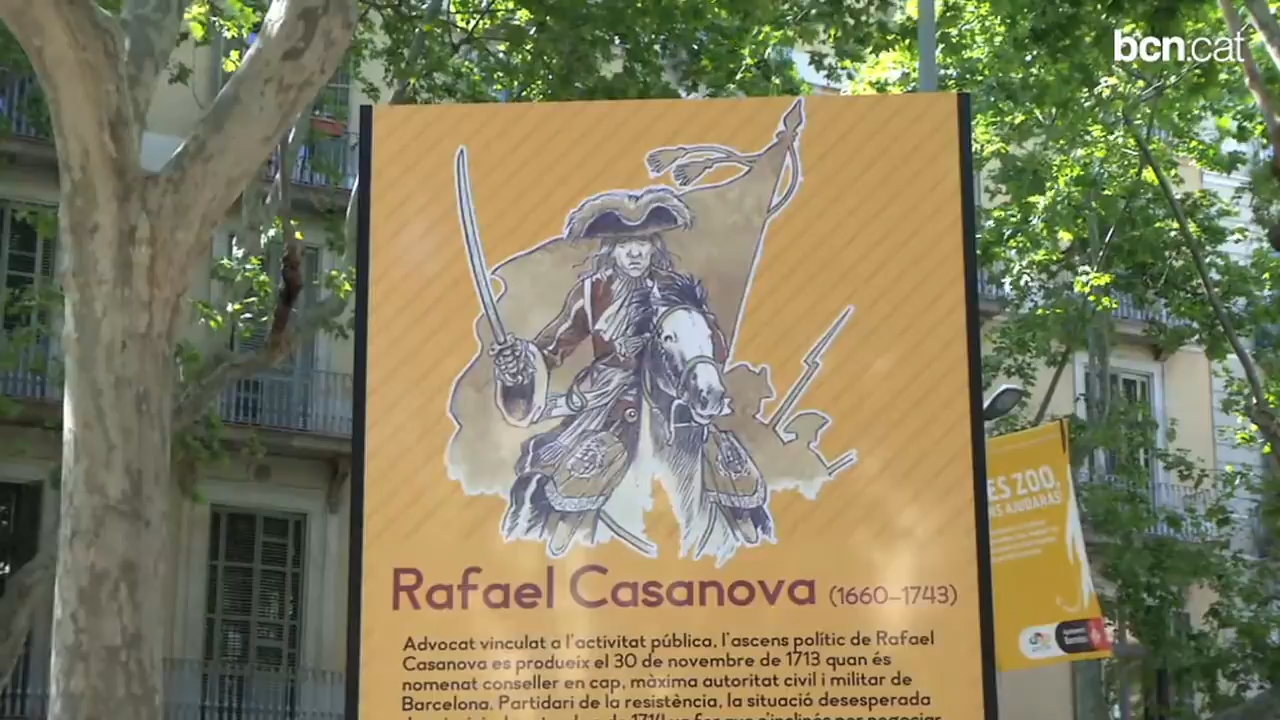 bcn.cat
Rafael Casanova (1660-1743)
Advocat vinculat a l'activitat pública, l'ascens polític de Rafael
Casanova es produeix el 30 de novembre de 1713 quan és
nomenat conseller en cap, màxima autoritat civil i militar de
Barcelona. Partidari de la resistència, la situació desesperada
ES ZOO,
AJUDARÀS